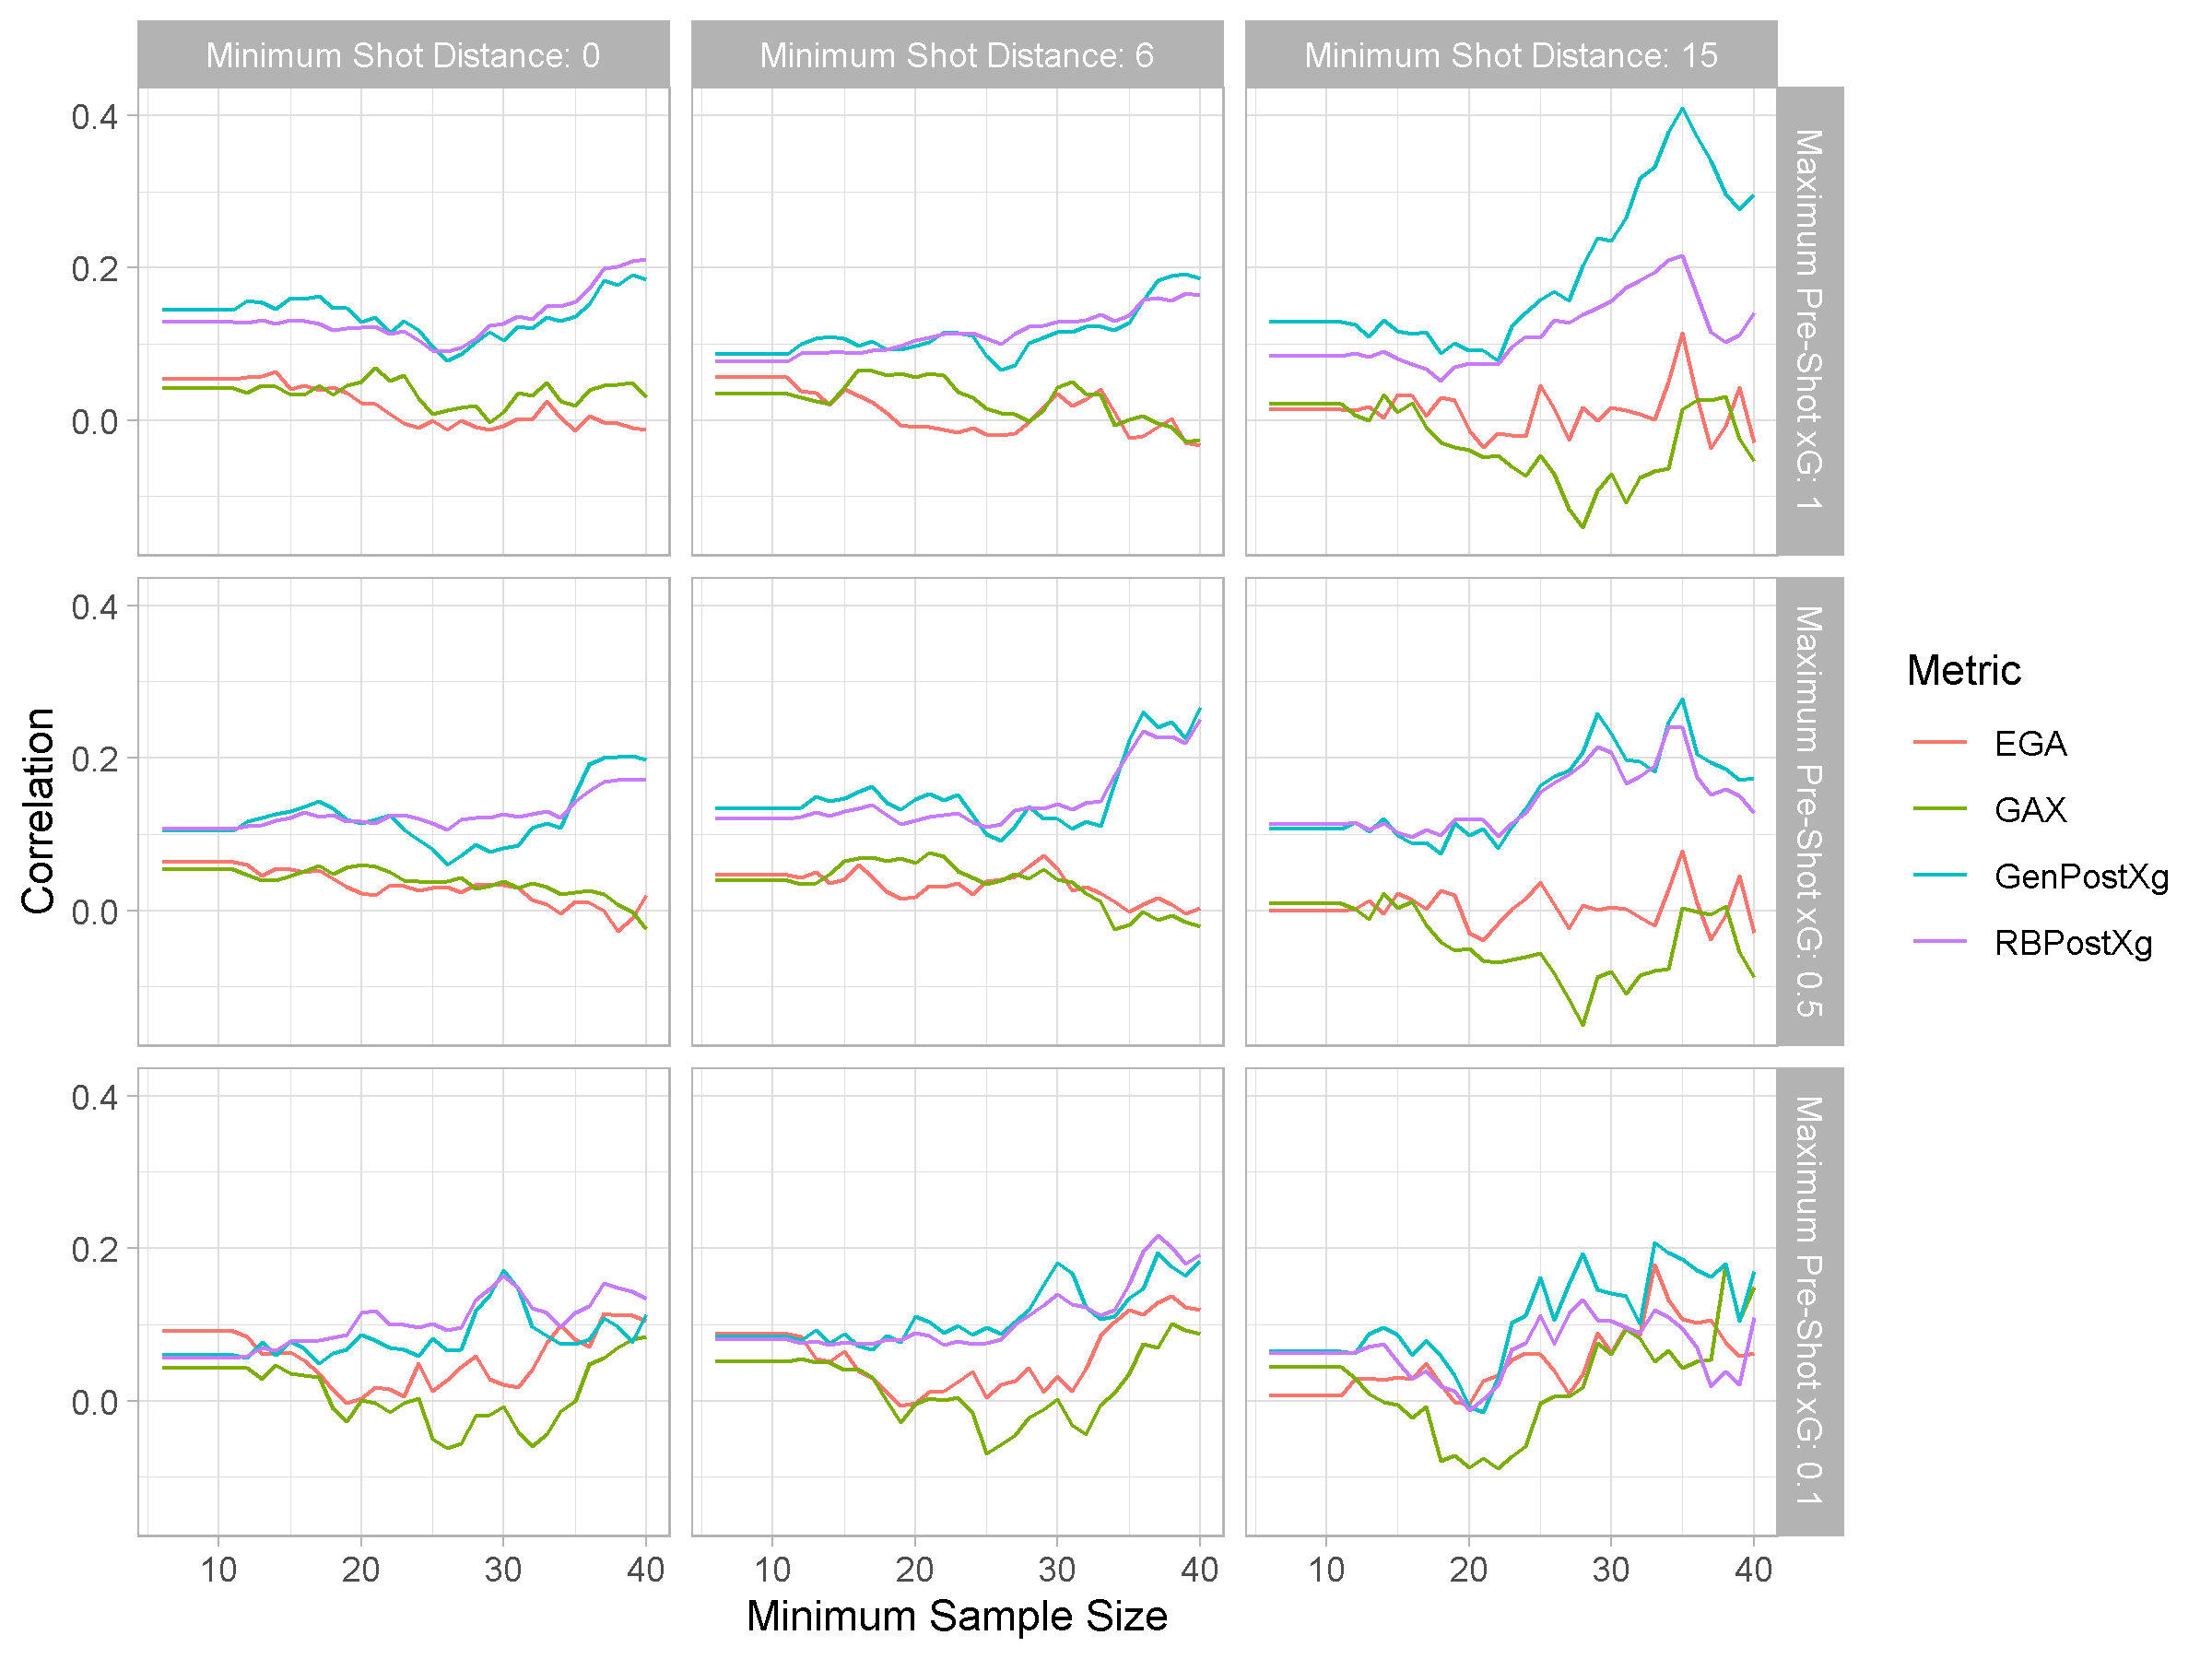 Minimum Shot Distance: 0
Minimum Shot Distance: 6
Minimum Shot Distance: 15
0.4
0.2
0.0
Maximum Pre-Shot xG: 1
0.4
0.2
0.0
Maximum Pre-Shot xG: 0.5
0.4
0.2
0.0
Maximum Pre-Shot xG: 0.1
10 20 30 40
10 20 30 40
10 20 30 40
Minimum Sample Size
Correlation
Metric
EGA
GAX
GenPostXg
RBPostXg